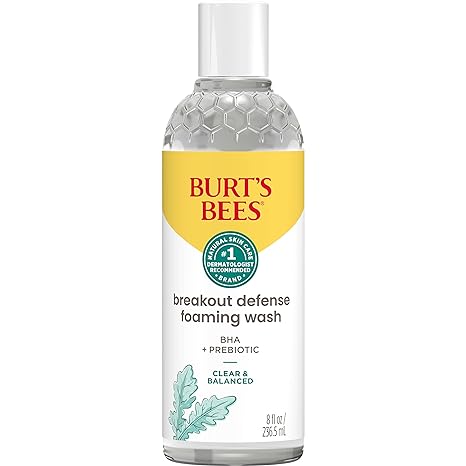 BURT'S
BEES®
NATURAL SKIN CARE
#1
DERMATOLOGIST
RECOMMENDED
BRAND
breakout defense
foaming wash
BHA
+ PREBIOTIC
CLEAR &
BALANCED
8 fl oz/
236.5 mL